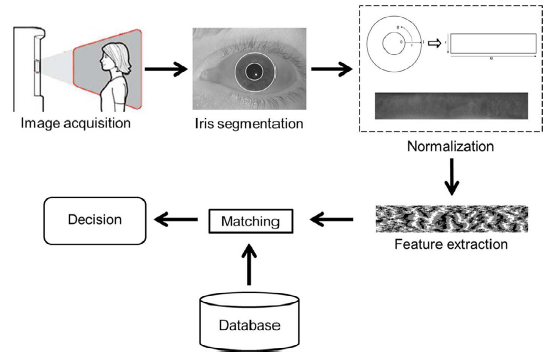 Image acquisition
Iris segmentation
Normalization
Decision
Matching
Feature extraction
Database